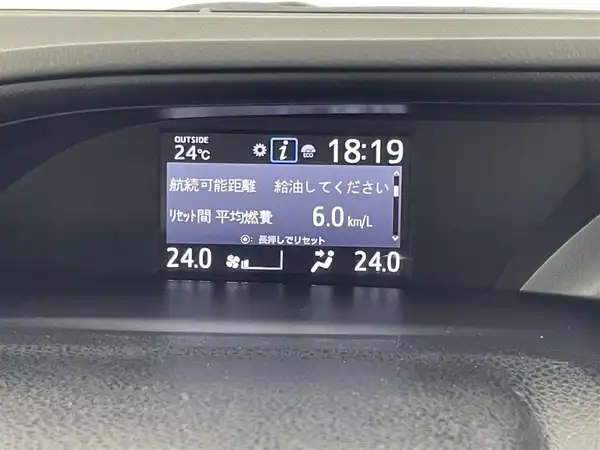 OUTSIDE
24℃ i ECO 18:19
航続可能距離 給油してください
ﾘｾｯﾄ間 平均燃費 6.0 km/L
長押しでリセット
24.0 24.0